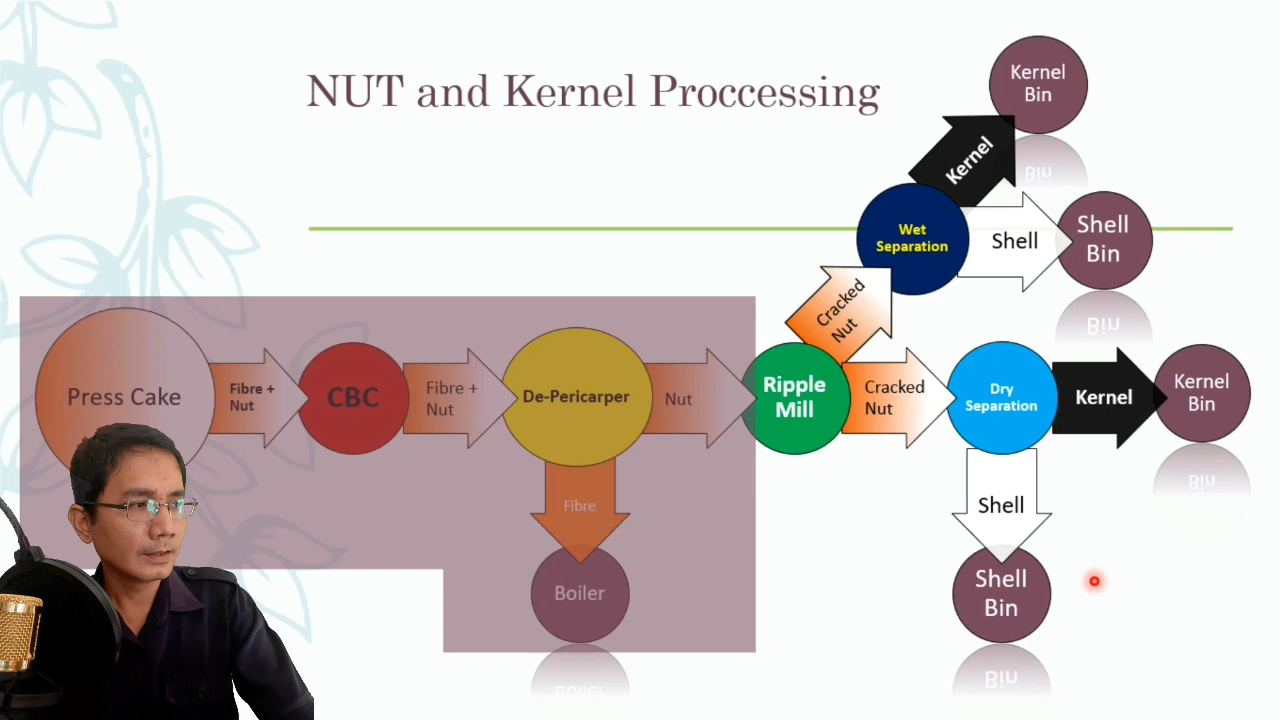 NUT and Kernel Proccessing
Kernel
Bin
Kernel
Wet
Separation
Shell
Shell
Bin
Cracked
Nut
Press Cake
Fibre +
Nut
CBC
Fibre +
Nut
De-Pericarper
Nut
Ripple
Mill
Cracked
Nut
Dry
Separation
Kernel
Kernel
Bin
Fibre
Boiler
Shell
Shell
Bin